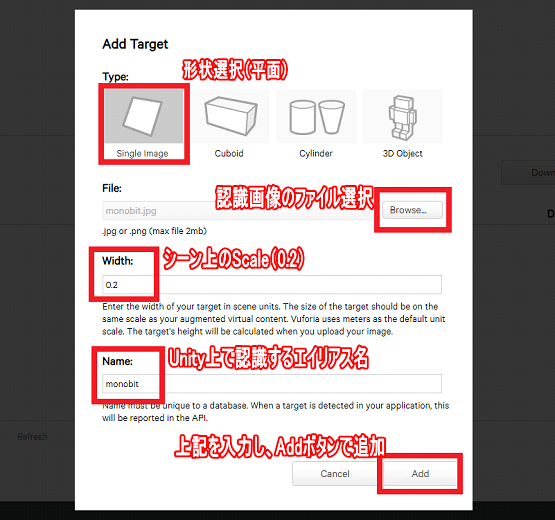 Add Target
Type:
形状選択(平面)
Single Image
Cuboid
Cylinder
3D Object
File:
認識画像のファイル選択
monobit.jpg
Browse...
.jpg or .png (max file 2mb)
Width:
シーン上のScale(0.2)
0.2
Enter the width of your target in scene units. The size of the target should be on the
same scale as your augmented virtual content. Vuforia uses meters as the default unit
scale. The target's height will be calculated when you upload your image.
Name:
Unity上で認識するエイリアス名
monobit
Name must be unique to a database. When a target is detected in your application, this
will be reported in the API.
上記を入力し、Addボタンで追加
Cancel
Add
Refresh
Down
D